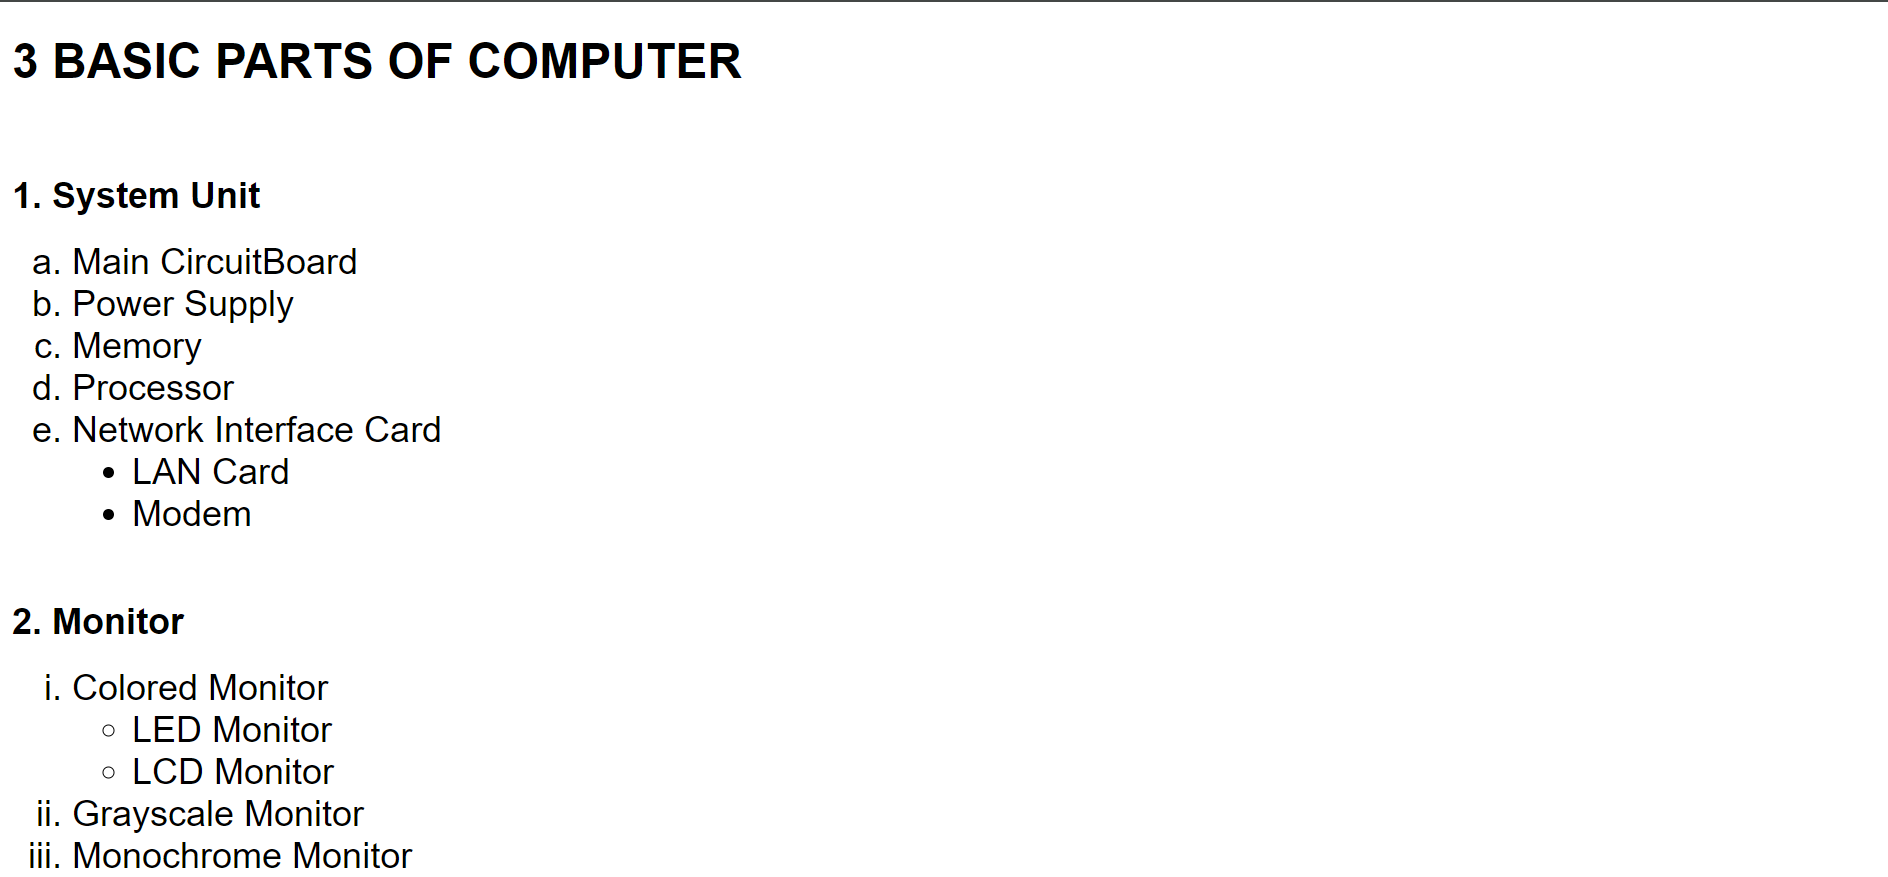 3 BASIC PARTS OF COMPUTER
1. System Unit
a. Main CircuitBoard
b. Power Supply
c. Memory
d. Processor
e. Network Interface Card
• LAN Card
• Modem
2. Monitor
i. Colored Monitor
○ LED Monitor
○ LCD Monitor
ii. Grayscale Monitor
iii. Monochrome Monitor